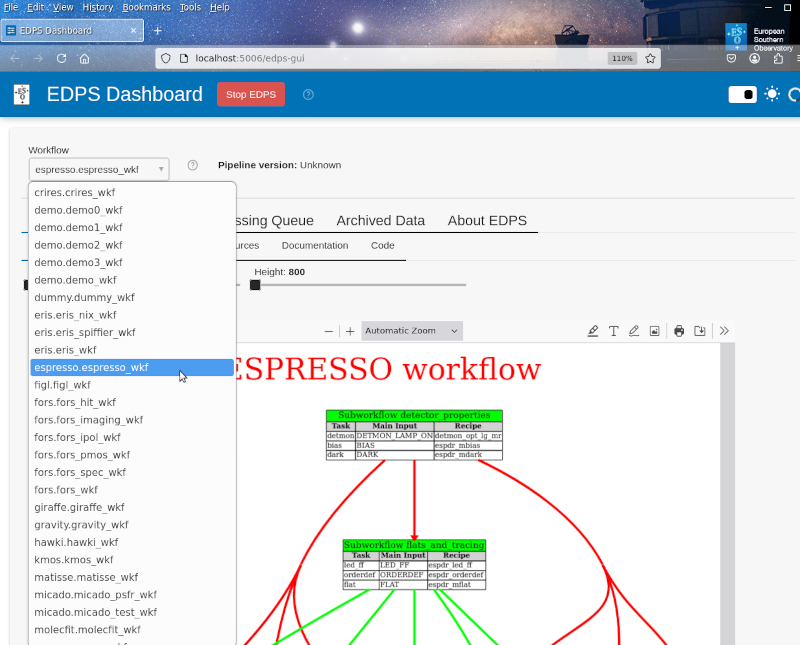 File Edit View History Bookmarks Tools Help
EDPS Dashboard
European
Southern
Observatory
localhost:5006/edps-gui
110%
EDPS Dashboard
Stop EDPS
Workflow
espresso.espresso_wkf
Pipeline version: Unknown
crires.crires_wkf
demo.demo0_wkf
demo.demo1_wkf
demo.demo2_wkf
demo.demo3_wkf
demo.demo_wkf
dummy.dummy_wkf
eris.eris_nix_wkf
eris.eris_spiffier_wkf
eris.eris_wkf
espresso.espresso_wkf
figl.figl_wkf
fors.fors_hit_wkf
fors.fors_imaging_wkf
fors.fors_ipol_wkf
fors.fors_pmos_wkf
fors.fors_spec_wkf
fors.fors_wkf
giraffe.giraffe_wkf
gravity.gravity_wkf
hawki.hawki_wkf
kmos.kmos_wkf
matisse.matisse_wkf
micado.micado_psfr_wkf
micado.micado_test_wkf
molecfit.molecfit_wkf
ssing Queue Archived Data About EDPS
urces Documentation Code
Height: 800
Automatic Zoom
ESPRESSO workflow
Subworkflow detector_properties
Task Main Input Recipe
detmon DETMON_LAMP_ON detmon_opt_lg_mr
bias BIAS espdr_mbias
dark DARK espdr_mdark
Subworkflow flats_and_tracing
Task Main Input Recipe
led_ff LED_FF espdr_led_ff
orderdef ORDERDEF espdr_orderdef
flat FLAT espdr_mflat